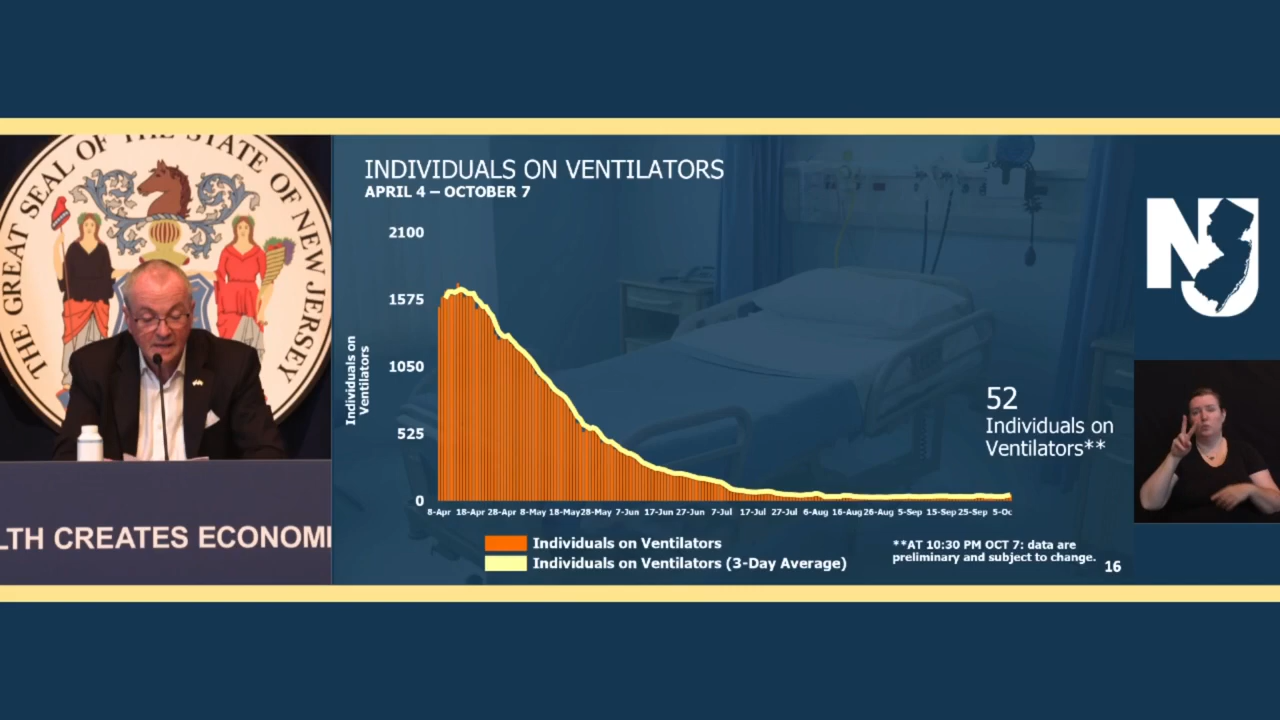 THE GREAT SEAL OF THE STATE OF NEW JERSEY
LTH CREATES ECONOMI
INDIVIDUALS ON VENTILATORS
APRIL 4 – OCTOBER 7
2100
1575
1050
525
0
Individuals on
Ventilators
8-Apr 18-Apr 28-Apr 8-May 18-May 28-May 7-Jun 17-Jun 27-Jun 7-Jul 17-Jul 27-Jul 6-Aug 16-Aug 26-Aug 5-Sep 15-Sep 25-Sep 5-Oc
52
Individuals on
Ventilators**
Individuals on Ventilators
Individuals on Ventilators (3-Day Average)
**AT 10:30 PM OCT 7: data are
preliminary and subject to change.
16
NJ